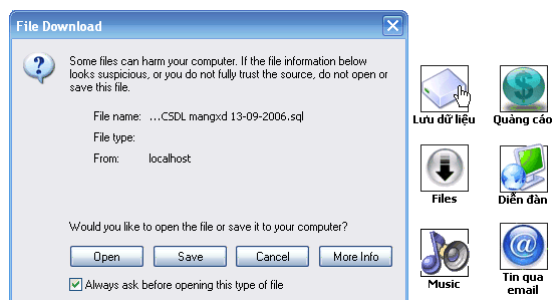 File Download
Some files can harm your computer. If the file information below
looks suspicious, or you do not fully trust the source, do not open or
save this file.
File name: ...CSDL mangxd 13-09-2006.sql
File type:
From: localhost
Would you like to open the file or save it to your computer?
Open Save Cancel More Info
Always ask before opening this type of file
Lưu dữ liệu Quảng cáo
Files Diễn đàn
Music Tin qua
email